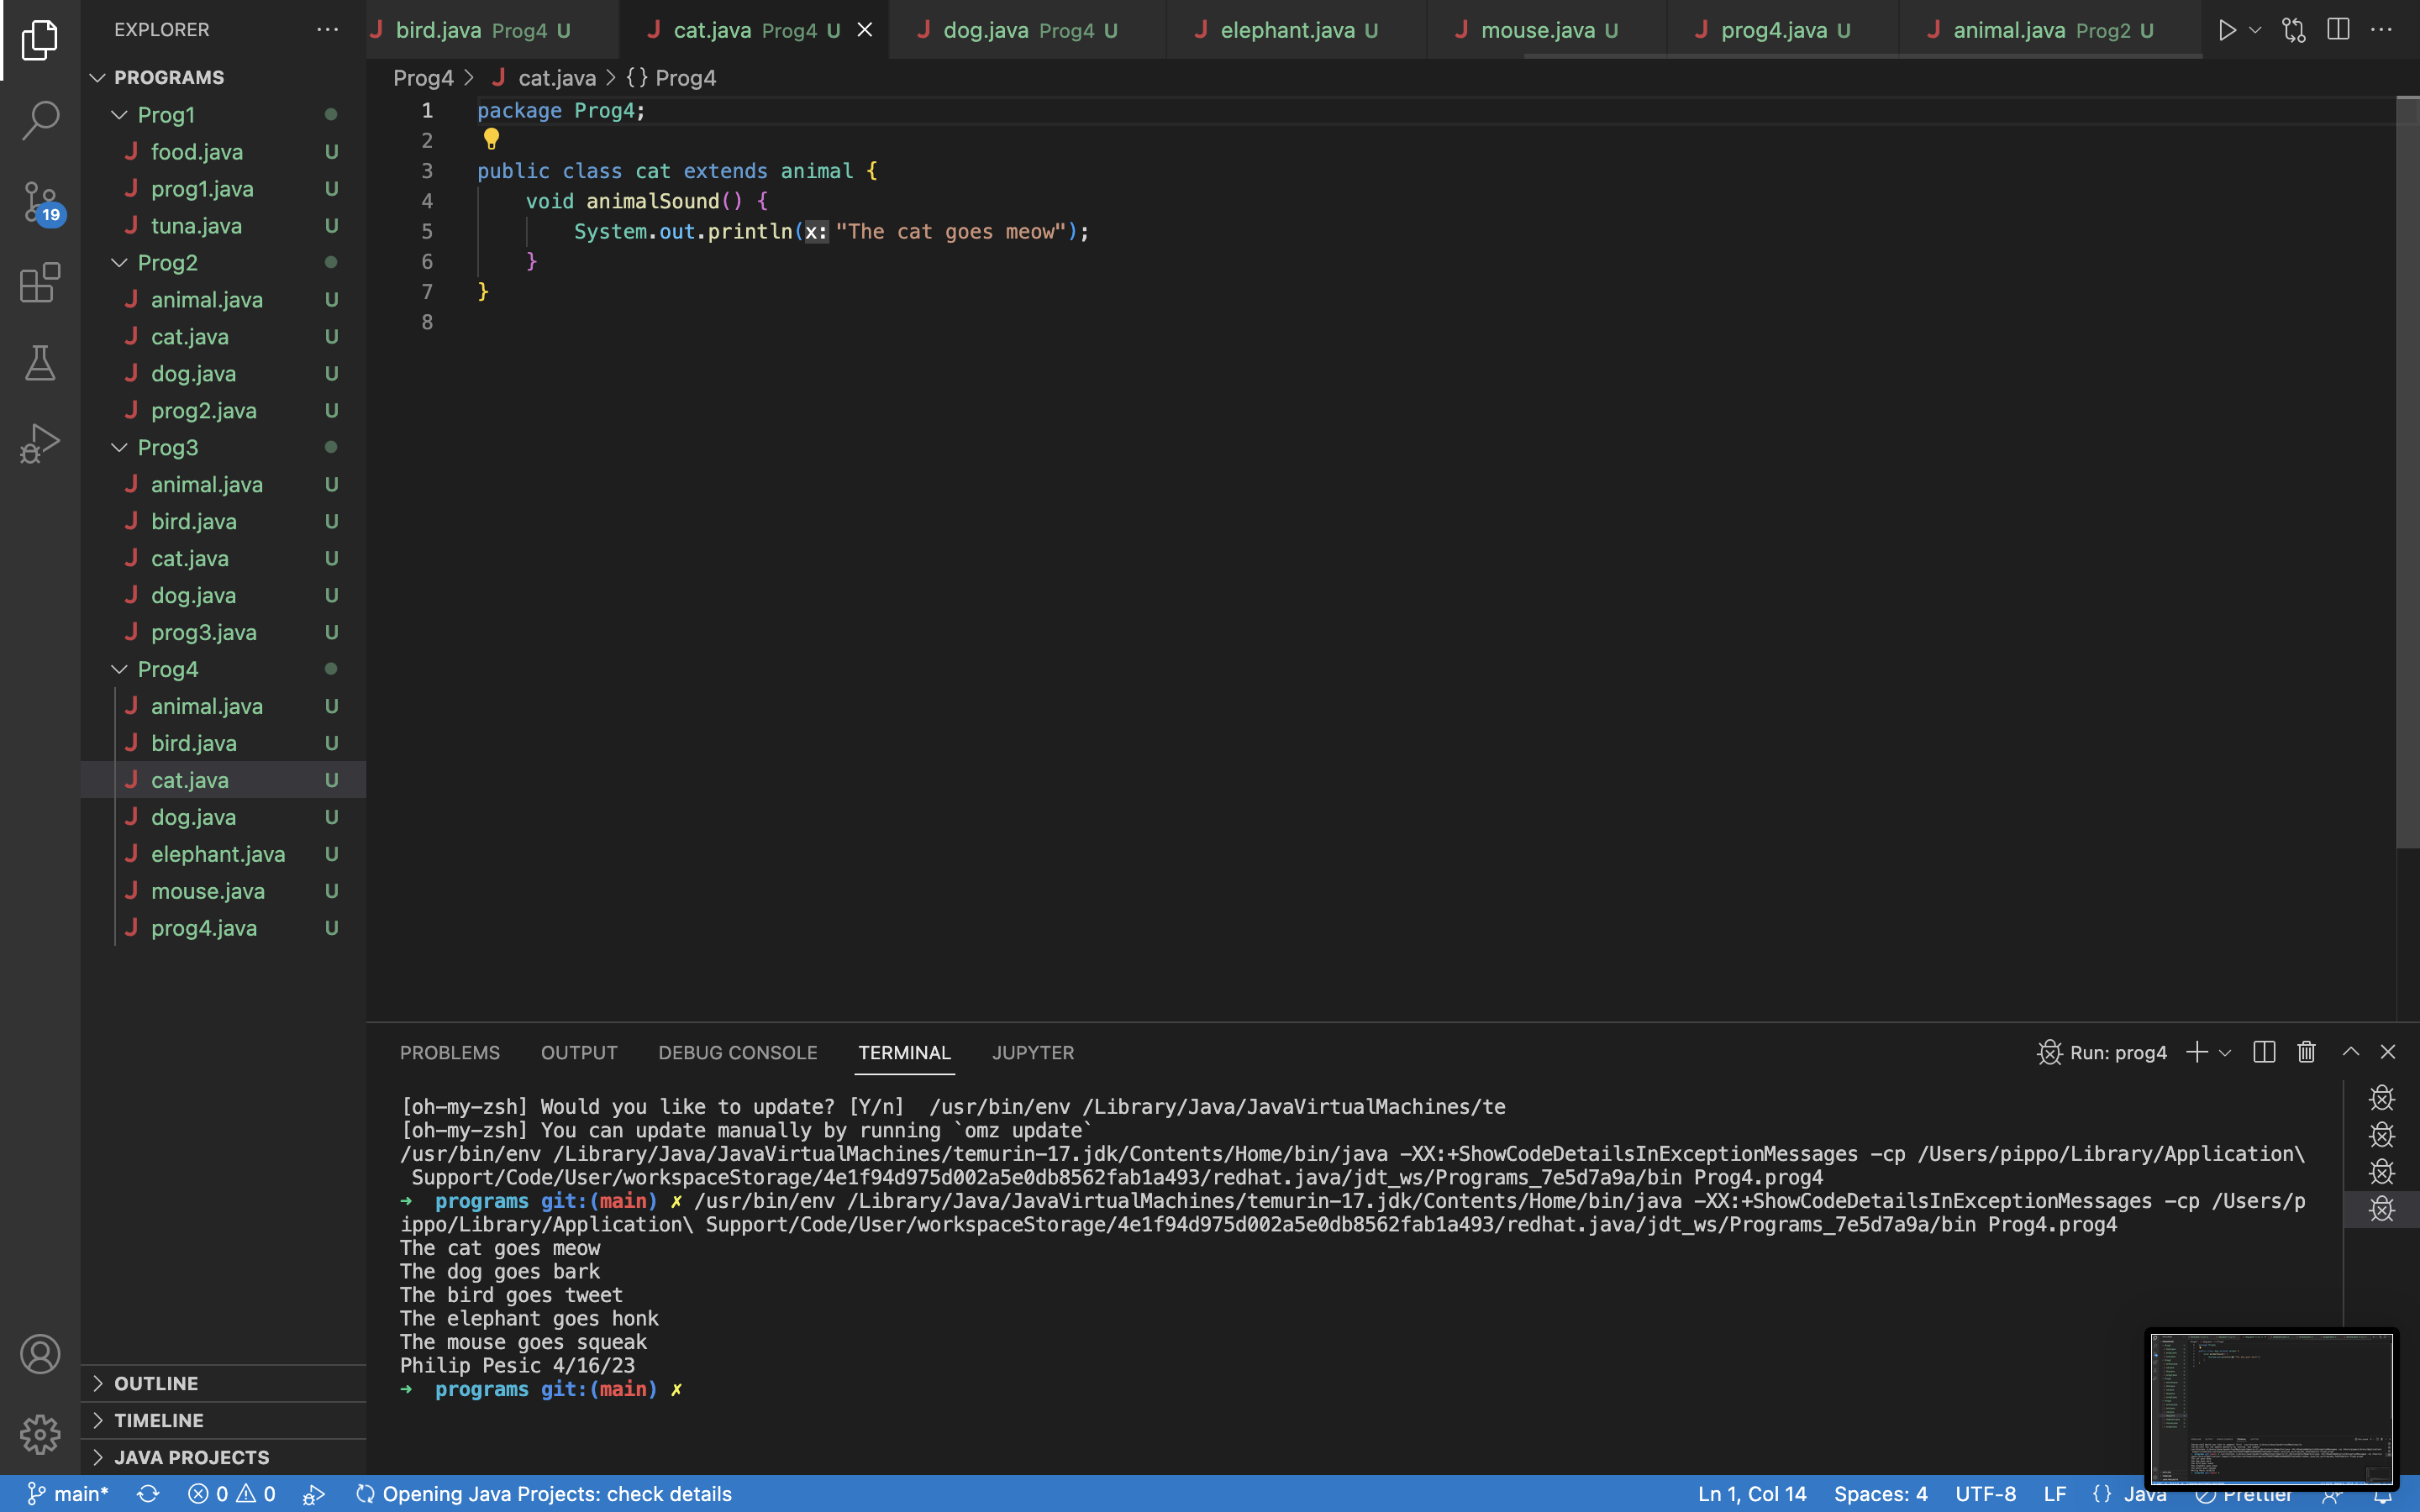 EXPLORER
PROGRAMS
Prog1
food.java U
prog1.java U
tuna.java U
Prog2
animal.java U
cat.java U
dog.java U
prog2.java U
Prog3
animal.java U
bird.java U
cat.java U
dog.java U
prog3.java U
Prog4
animal.java U
bird.java U
cat.java U
dog.java U
elephant.java U
mouse.java U
prog4.java U
OUTLINE
TIMELINE
JAVA PROJECTS
19
bird.java Prog4 U cat.java Prog4 U dog.java Prog4 U elephant.java U mouse.java U prog4.java U animal.java Prog2 U
Prog4 > cat.java > {} Prog4
1 package Prog4;
2
3 public class cat extends animal {
4 void animalSound() {
5 System.out.println(x: "The cat goes meow");
6 }
7 }
8
PROBLEMS OUTPUT DEBUG CONSOLE TERMINAL JUPYTER
Run: prog4
[oh-my-zsh] Would you like to update? [Y/n]  /usr/bin/env /Library/Java/JavaVirtualMachines/te
[oh-my-zsh] You can update manually by running `omz update`
/usr/bin/env /Library/Java/JavaVirtualMachines/temurin-17.jdk/Contents/Home/bin/java -XX:+ShowCodeDetailsInExceptionMessages -cp /Users/pippo/Library/Application\
Support/Code/User/workspaceStorage/4e1f94d975d002a5e0db8562fab1a493/redhat.java/jdt_ws/Programs_7e5d7a9a/bin Prog4.prog4
➜ programs git:(main) ✗ /usr/bin/env /Library/Java/JavaVirtualMachines/temurin-17.jdk/Contents/Home/bin/java -XX:+ShowCodeDetailsInExceptionMessages -cp /Users/p
ippo/Library/Application\ Support/Code/User/workspaceStorage/4e1f94d975d002a5e0db8562fab1a493/redhat.java/jdt_ws/Programs_7e5d7a9a/bin Prog4.prog4
The cat goes meow
The dog goes bark
The bird goes tweet
The elephant goes honk
The mouse goes squeak
Philip Pesic 4/16/23
➜ programs git:(main) ✗
main* 0 0 Opening Java Projects: check details Ln 1, Col 14 Spaces: 4 UTF-8 LF {} Java Prettier